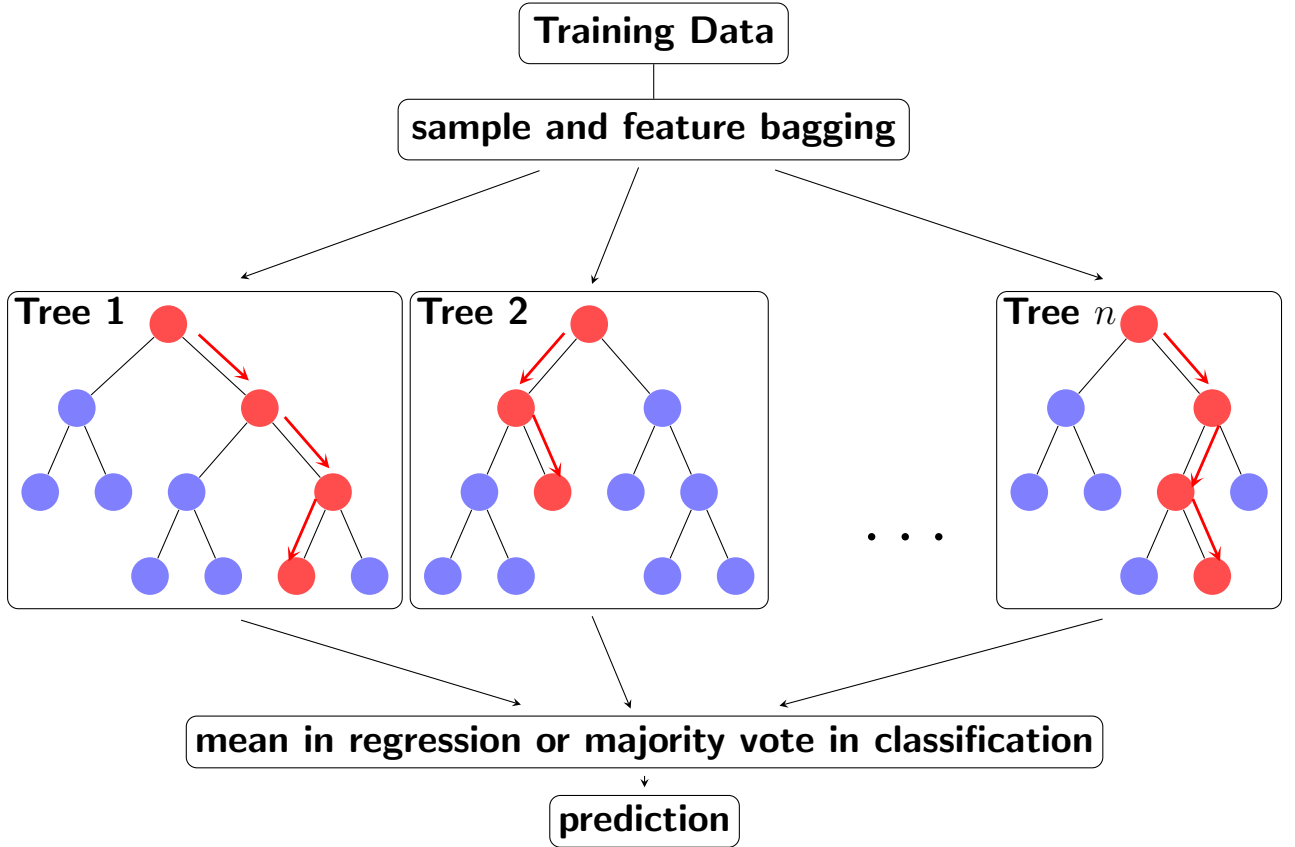 Training Data
sample and feature bagging
Tree 1
Tree 2
Tree n
. . .
mean in regression or majority vote in classification
prediction